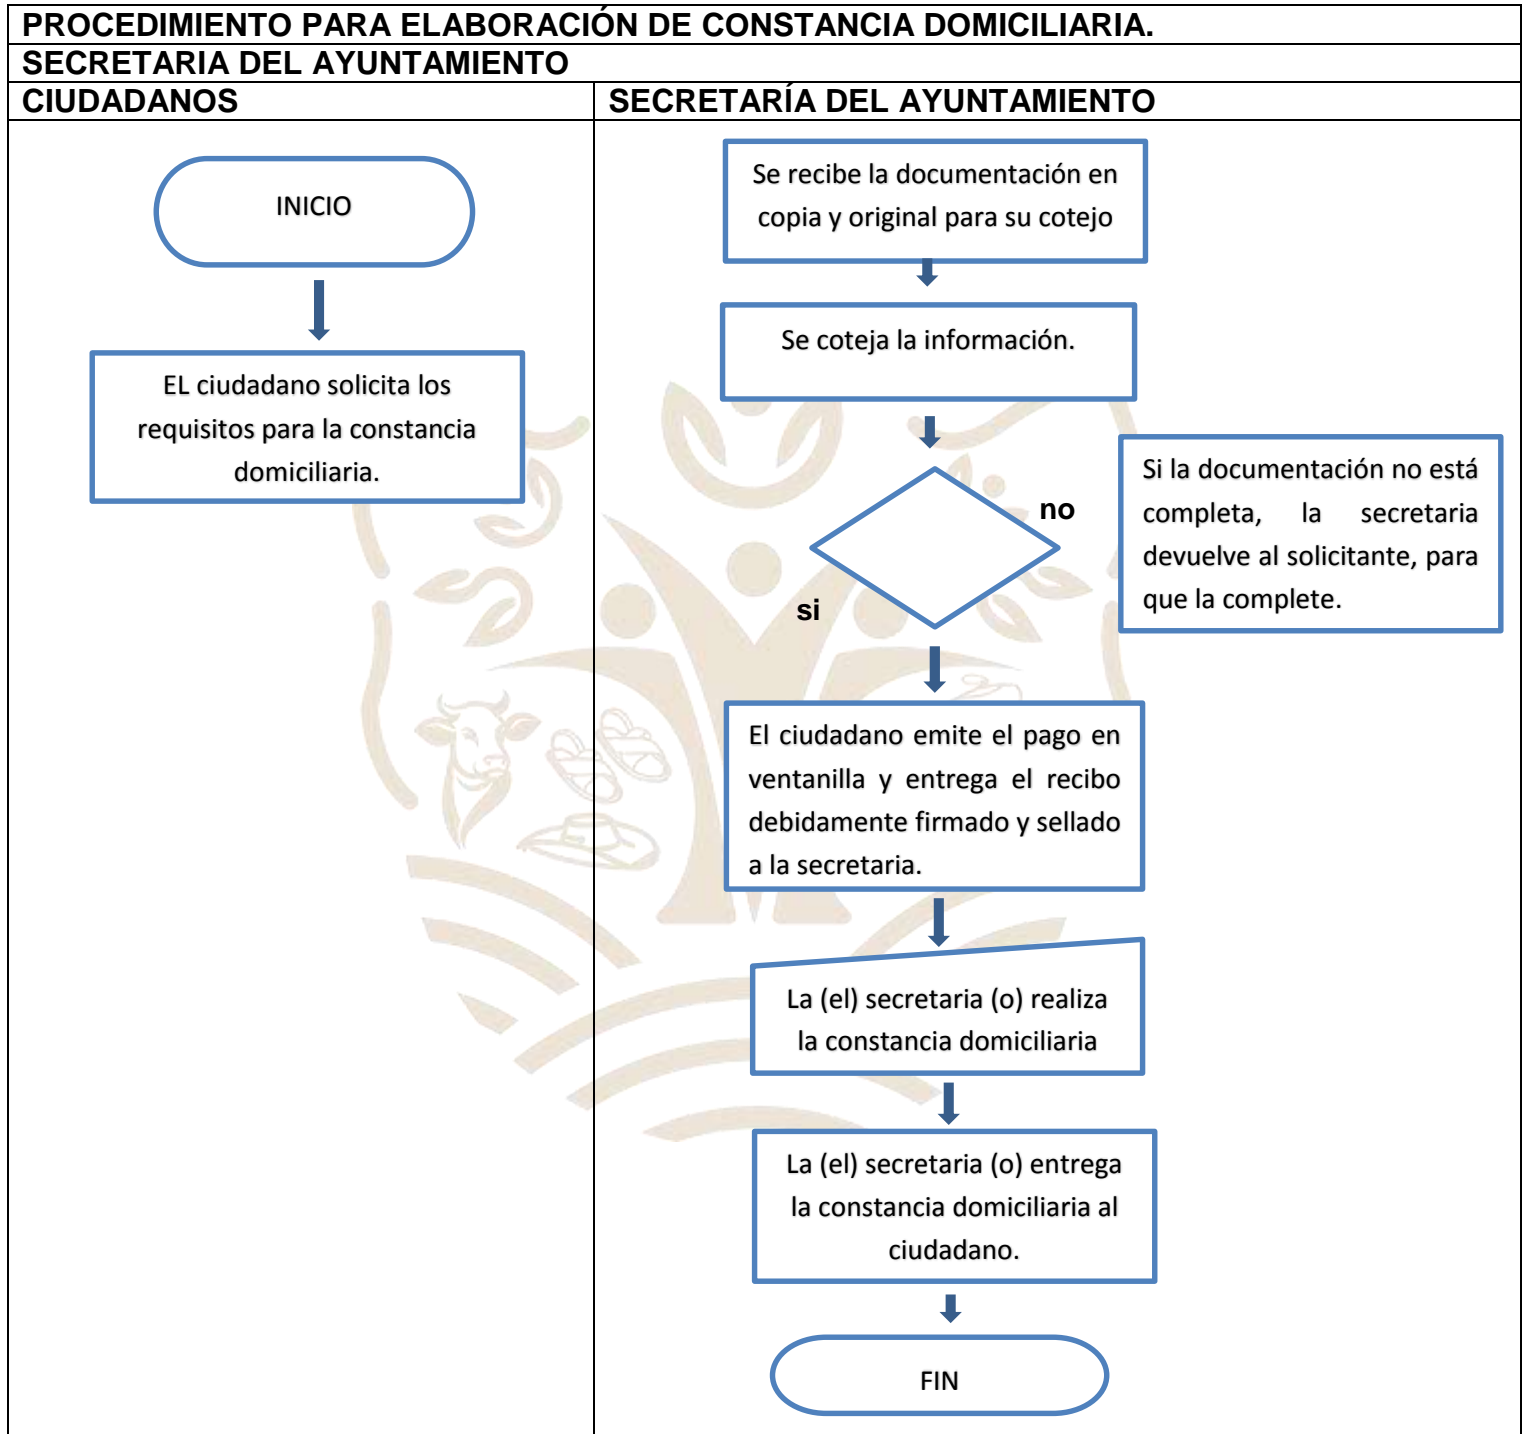 PROCEDIMIENTO PARA ELABORACIÓN DE CONSTANCIA DOMICILIARIA.
SECRETARIA DEL AYUNTAMIENTO
CIUDADANOS
SECRETARÍA DEL AYUNTAMIENTO
INICIO
EL ciudadano solicita los
requisitos para la constancia
domiciliaria.
Se recibe la documentación en
copia y original para su cotejo
Se coteja la información.
no
si
Si la documentación no está
completa, la secretaria
devuelve al solicitante, para
que la complete.
El ciudadano emite el pago en
ventanilla y entrega el recibo
debidamente firmado y sellado
a la secretaria.
La (el) secretaria (o) realiza
la constancia domiciliaria
La (el) secretaria (o) entrega
la constancia domiciliaria al
ciudadano.
FIN